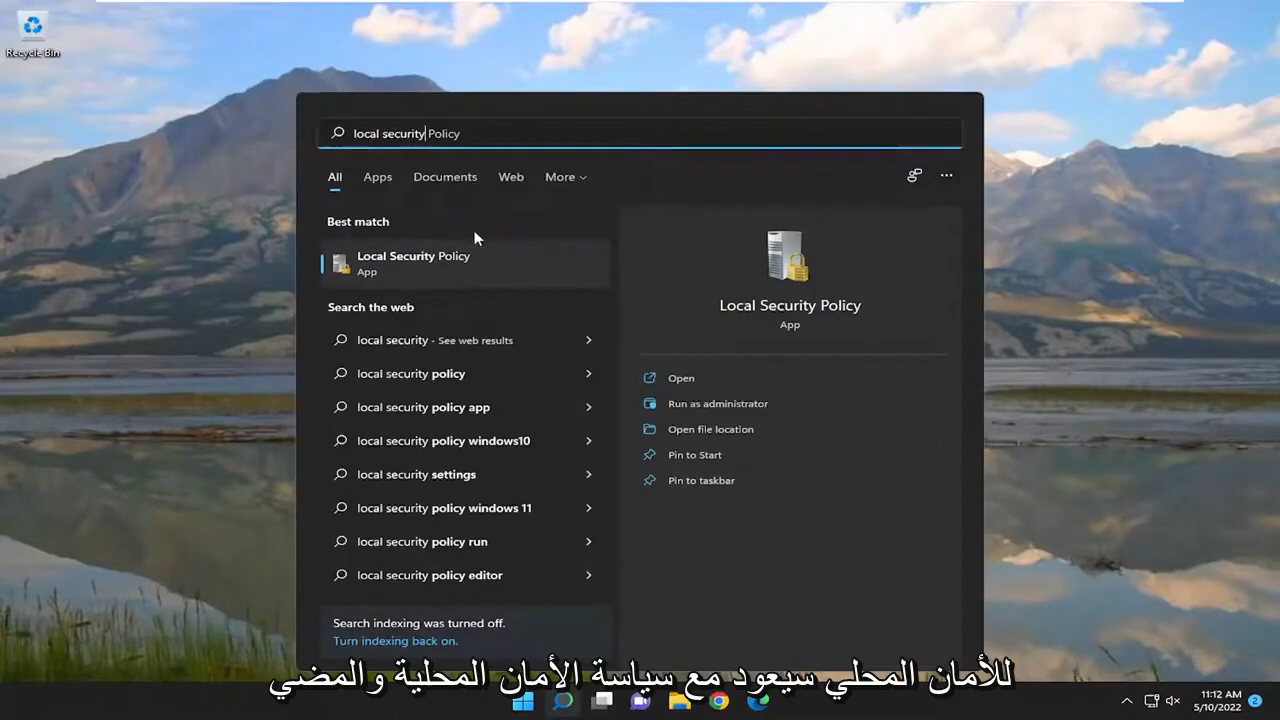 Recycle Bin
local security Policy
All Apps Documents Web More
Best match
Local Security Policy
App
Search the web
local security - See web results
local security policy
local security policy app
local security policy windows10
local security settings
local security policy windows 11
local security policy run
local security policy editor
Search indexing was turned off.
Turn indexing back on.
Local Security Policy
App
Open
Run as administrator
Open file location
Pin to Start
Pin to taskbar
للأمان المحلي سيعود مع سياسة الأمان المحلية والمضي
11:12 AM
5/10/2022
2